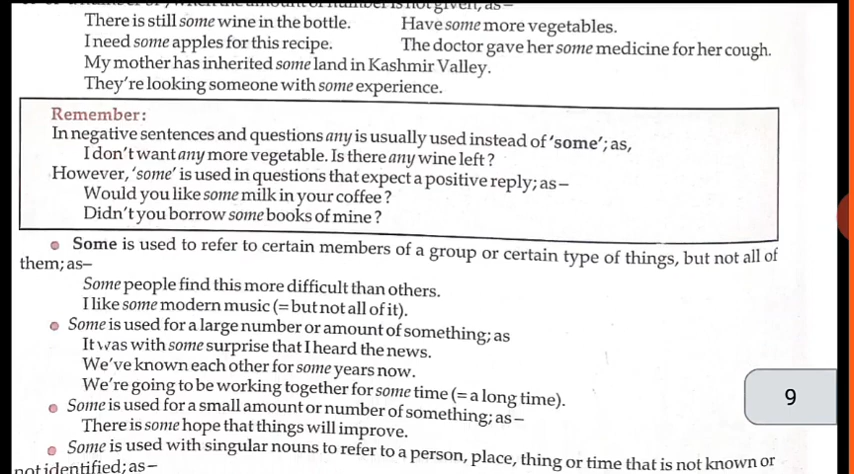 not given, as–
There is still some wine in the bottle. Have some more vegetables.
I need some apples for this recipe. The doctor gave her some medicine for her cough.
My mother has inherited some land in Kashmir Valley.
They're looking someone with some experience.
Remember:
In negative sentences and questions any is usually used instead of 'some'; as,
I don't want any more vegetable. Is there any wine left?
However, 'some' is used in questions that expect a positive reply; as–
Would you like some milk in your coffee?
Didn't you borrow some books of mine?
• Some is used to refer to certain members of a group or certain type of things, but not all of
them; as–
Some people find this more difficult than others.
I like some modern music (= but not all of it).
• Some is used for a large number or amount of something; as
It was with some surprise that I heard the news.
We've known each other for some years now.
We're going to be working together for some time (= a long time).
• Some is used for a small amount or number of something; as–
There is some hope that things will improve.
• Some is used with singular nouns to refer to a person, place, thing or time that is not known or
not identified; as–
9